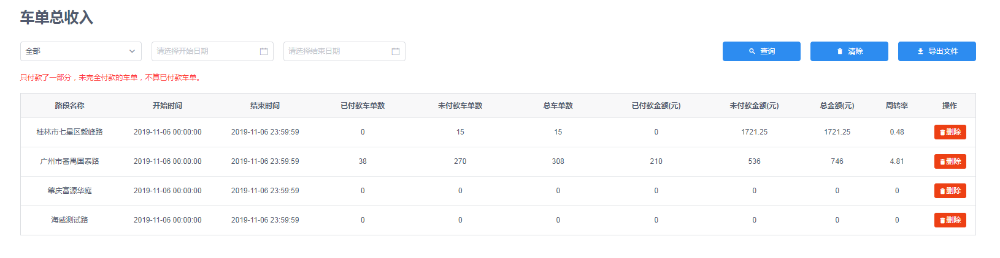 车单总收入
全部 请选择开始日期 请选择结束日期 查询 清除 导出文件
只付款了一部分，未完全付款的车单，不算已付款车单。
路段名称 开始时间 结束时间 已付款车单数 未付款车单数 总车单数 已付款金额(元) 未付款金额(元) 总金额(元) 周转率 操作
桂林市七星区毅峰路 2019-11-06 00:00:00 2019-11-06 23:59:59 0 15 15 0 1721.25 1721.25 0.48 删除
广州市番禺国泰路 2019-11-06 00:00:00 2019-11-06 23:59:59 38 270 308 210 536 746 4.81 删除
肇庆富源华庭 2019-11-06 00:00:00 2019-11-06 23:59:59 0 0 0 0 0 0 0 删除
海威测试路 2019-11-06 00:00:00 2019-11-06 23:59:59 0 0 0 0 0 0 0 删除